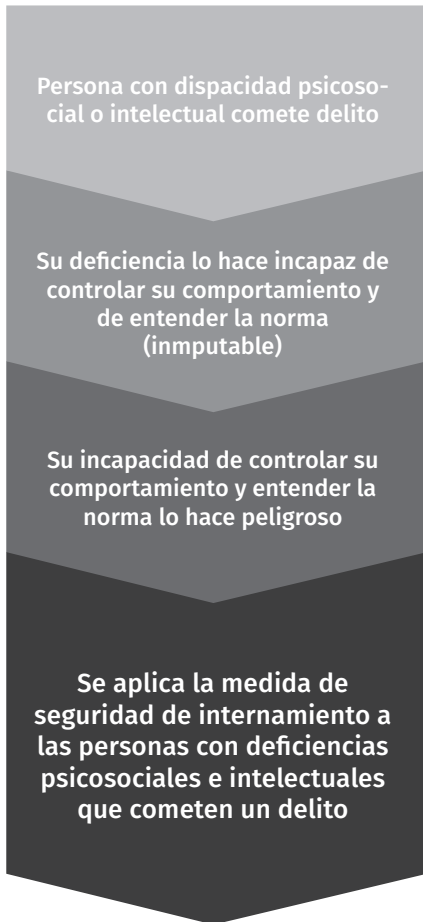 Persona con dispacidad psicoso-
cial o intelectual comete delito
Su deficiencia lo hace incapaz de
controlar su comportamiento y
de entender la norma
(inmputable)
Su incapacidad de controlar su
comportamiento y entender la
norma lo hace peligroso
Se aplica la medida de
seguridad de internamiento a
las personas con deficiencias
psicosociales e intelectuales
que cometen un delito